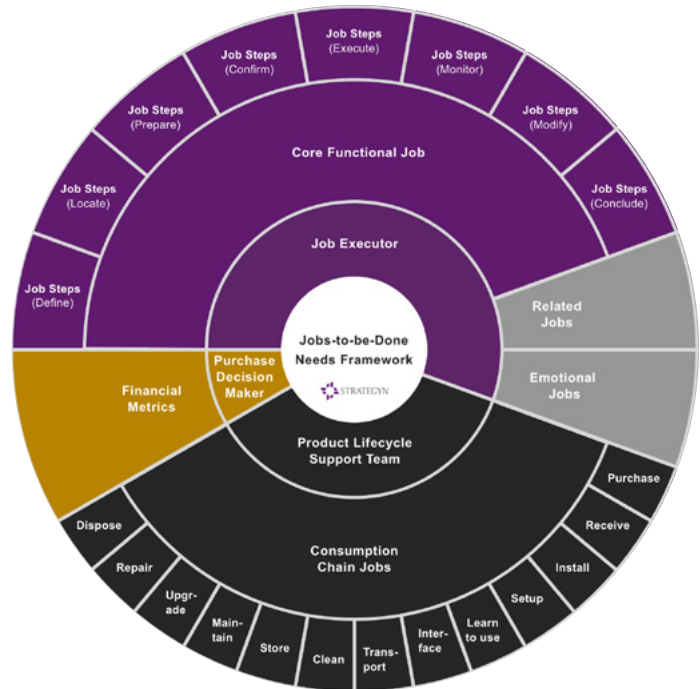 Job Steps
(Define)
Job Steps
(Locate)
Job Steps
(Prepare)
Job Steps
(Confirm)
Job Steps
(Execute)
Job Steps
(Monitor)
Job Steps
(Modify)
Job Steps
(Conclude)
Core Functional Job
Job Executor
Related
Jobs
Emotional
Jobs
Jobs-to-be-Done
Needs Framework
STRATEGYN
Purchase
Decision
Maker
Financial
Metrics
Product Lifecycle
Support Team
Consumption
Chain Jobs
Purchase
Receive
Install
Setup
Learn
to use
Inter-
face
Trans-
port
Clean
Store
Main-
tain
Upgr-
ade
Repair
Dispose